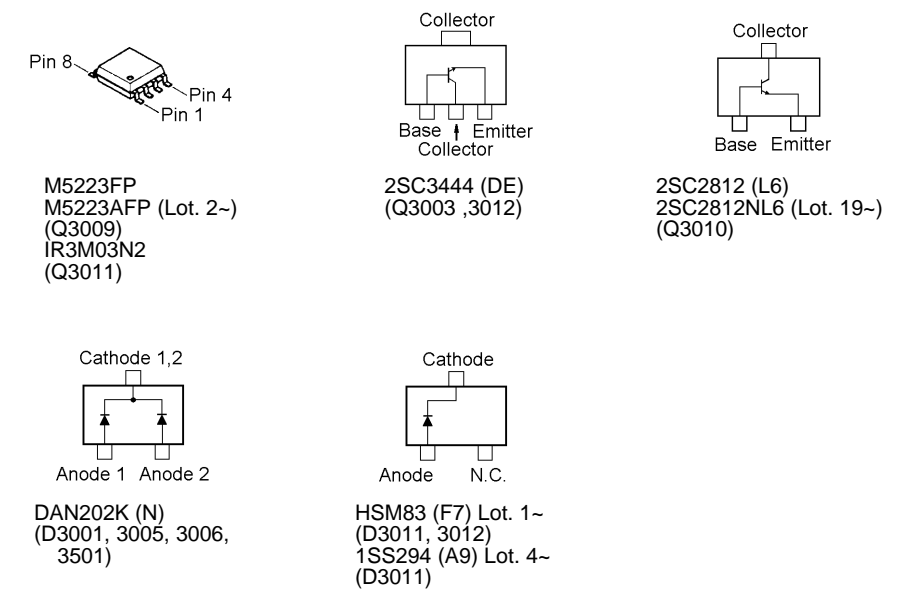 Pin 8
Pin 4
Pin 1
M5223FP
M5223AFP (Lot. 2~)
(Q3009)
IR3M03N2
(Q3011)
Collector
Base
Emitter
Collector
2SC3444 (DE)
(Q3003 ,3012)
Collector
Base
Emitter
2SC2812 (L6)
2SC2812NL6 (Lot. 19~)
(Q3010)
Cathode 1,2
Anode 1
Anode 2
DAN202K (N)
(D3001, 3005, 3006,
3501)
Cathode
Anode
N.C.
HSM83 (F7) Lot. 1~
(D3011, 3012)
1SS294 (A9) Lot. 4~
(D3011)